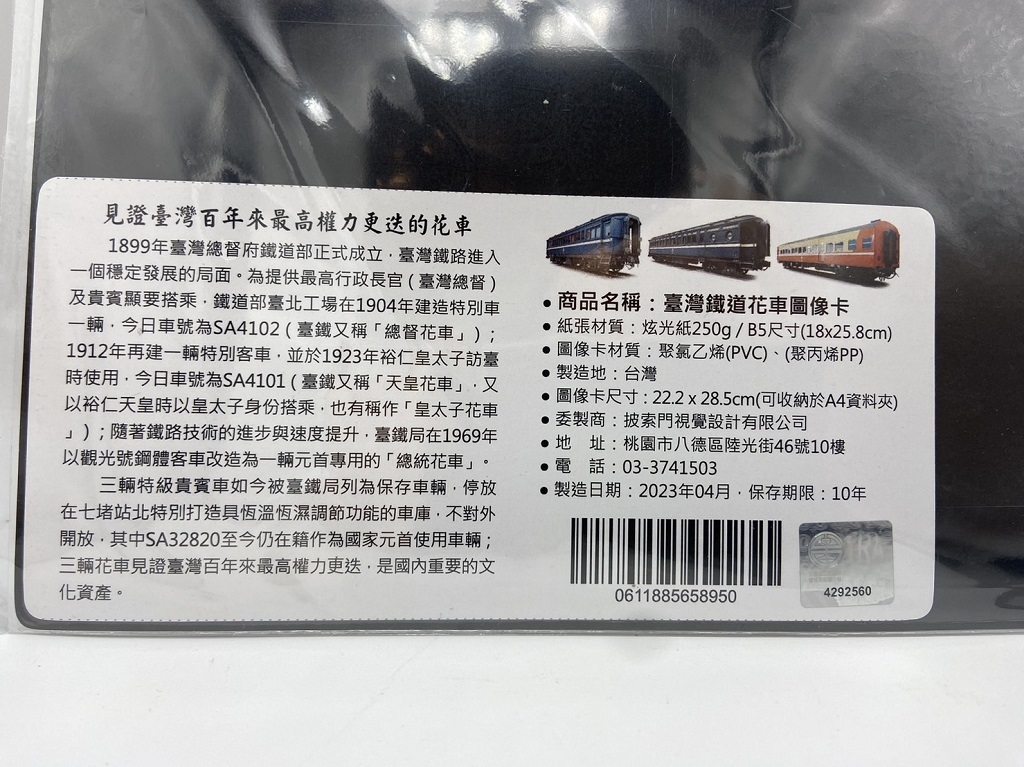 見證臺灣百年來最高權力更迭的花車
1899年臺灣總督府鐵道部正式成立，臺灣鐵路進入
一個穩定發展的局面。為提供最高行政長官（臺灣總督）
及貴賓顯要搭乘，鐵道部臺北工場在1904年建造特別車
一輛，今日車號為SA4102（臺鐵又稱「總督花車」）；
1912年再建一輛特別客車，並於1923年裕仁皇太子訪臺
時使用，今日車號為SA4101（臺鐵又稱「天皇花車」，又
以裕仁天皇時以皇太子身份搭乘，也有稱作「皇太子花車
」）；隨著鐵路技術的進步與速度提升，臺鐵局在1969年
以觀光號鋼體客車改造為一輛元首專用的「總統花車」。
三輛特級貴賓車如今被臺鐵局列為保存車輛，停放
在七堵站北特別打造具恆溫恆濕調節功能的車庫，不對外
開放，其中SA32820至今仍在籍作為國家元首使用車輛；
三輛花車見證臺灣百年來最高權力更迭，是國內重要的文
化資產。
• 商品名稱：臺灣鐵道花車圖像卡
• 紙張材質：炫光紙250g / B5尺寸(18x25.8cm)
• 圖像卡材質：聚氯乙烯(PVC)、(聚丙烯PP)
• 製造地：台灣
• 圖像卡尺寸：22.2 x 28.5cm(可收納於A4資料夾)
• 委製商：披索門視覺設計有限公司
• 地　址：桃園市八德區陸光街46號10樓
• 電　話：03-3741503
• 製造日期：2023年04月，保存期限：10年
0611885658950
TRA
4292560